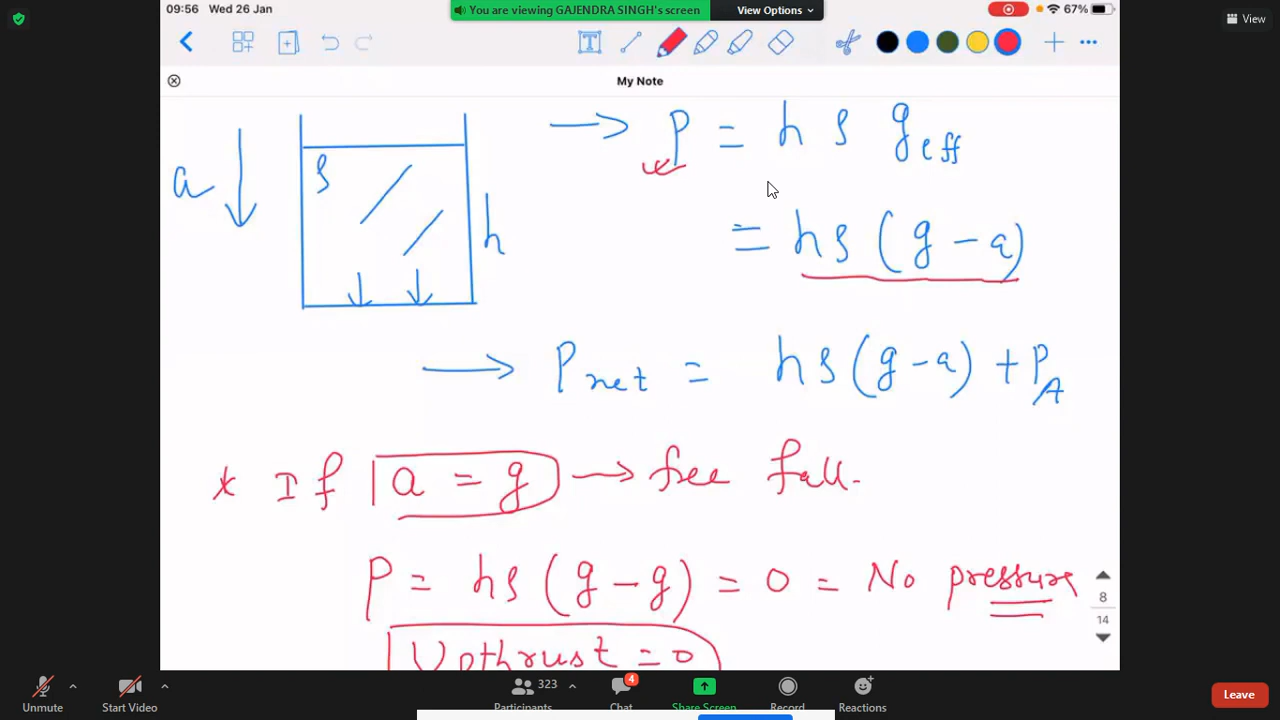 09:56 Wed 26 Jan
You are viewing GAJENDRA SINGH's screen
View Options
67%
View
My Note
a
ρ
h
→ P = h ρ g eff
= hρ (g - a)
→ P net = hρ (g - a) + P A
* If a = g → free fall.
P = hρ (g - g) = 0 = No pressure
Upthrust = 0
8
14
Unmute
Start Video
323
Participants
4
Chat
Share Screen
Record
Reactions
Leave